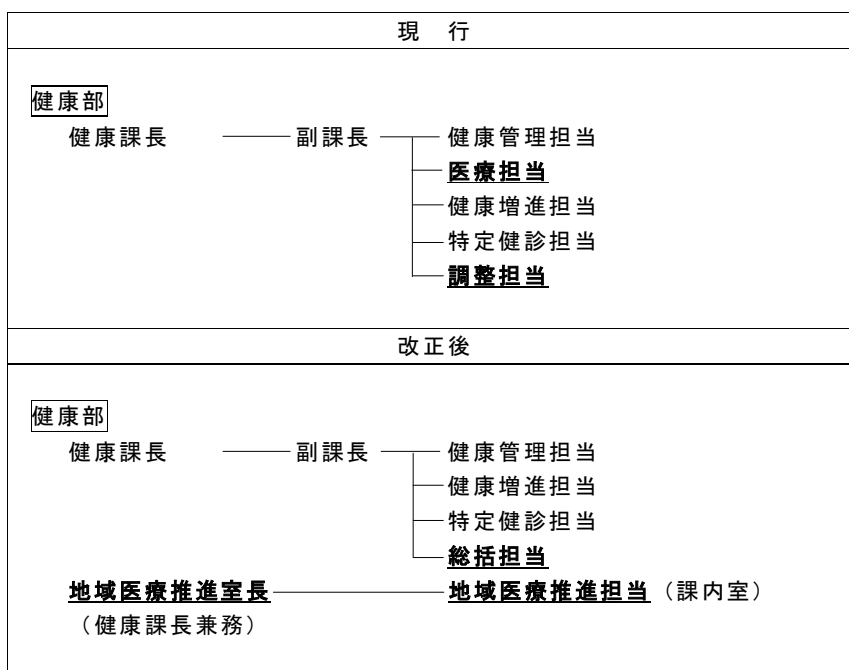 現 行
健康部
健康課長 副課長 健康管理担当
医療担当
健康増進担当
特定健診担当
調整担当
改正後
健康部
健康課長 副課長 健康管理担当
健康増進担当
特定健診担当
総括担当
地域医療推進室長 地域医療推進担当（課内室）
（健康課長兼務）